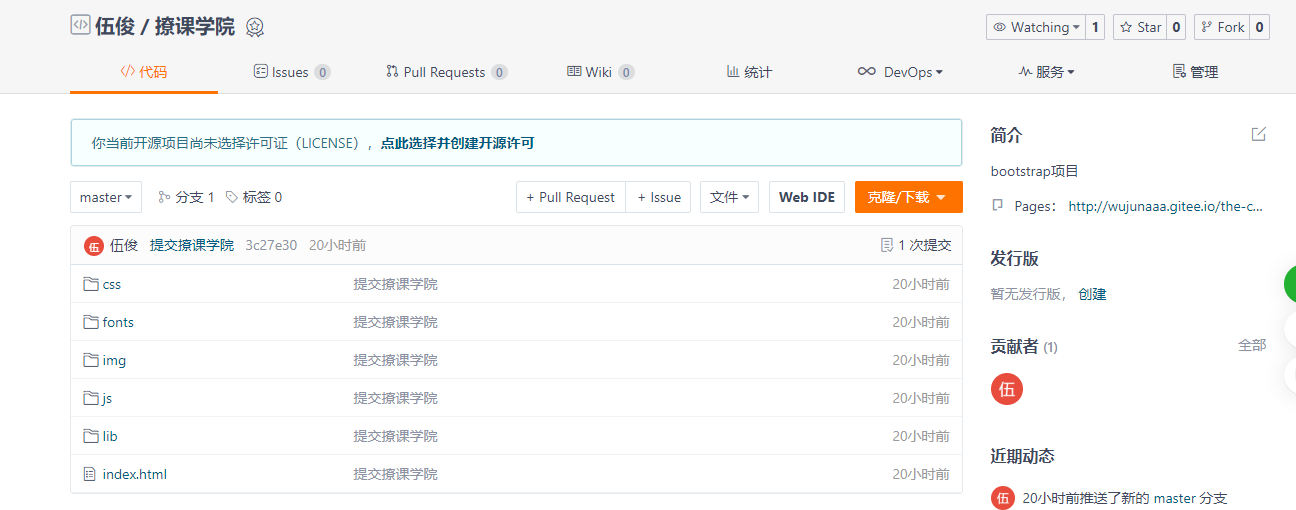 伍俊 / 撩课学院
Watching 1 Star 0 Fork 0
代码 Issues 0 Pull Requests 0 Wiki 0 统计 DevOps 服务 管理
你当前开源项目尚未选择许可证（LICENSE），点此选择并创建开源许可
master 分支 1 标签 0 + Pull Request + Issue 文件 Web IDE 克隆/下载
伍 伍俊 提交撩课学院 3c27e30 20小时前 1 次提交
css 提交撩课学院 20小时前
fonts 提交撩课学院 20小时前
img 提交撩课学院 20小时前
js 提交撩课学院 20小时前
lib 提交撩课学院 20小时前
index.html 提交撩课学院 20小时前
简介
bootstrap项目
Pages： http://wujunaaa.gitee.io/the-c...
发行版
暂无发行版， 创建
贡献者 (1) 全部
伍
近期动态
伍 20小时前推送了新的 master 分支